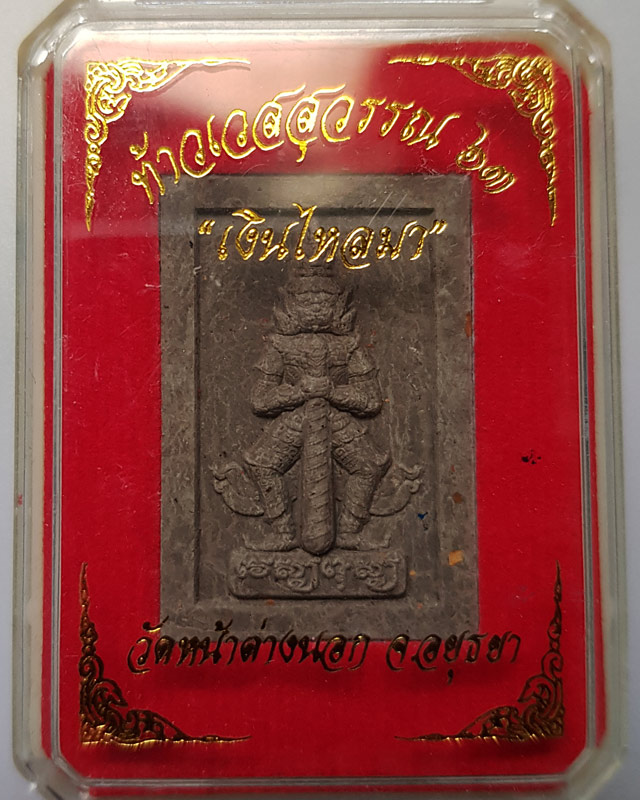 ท้าวเวสสุวรรณ ๖๓
"เงินไหลมา"
วัดหน้าต่างนอก จ.อยุธยา